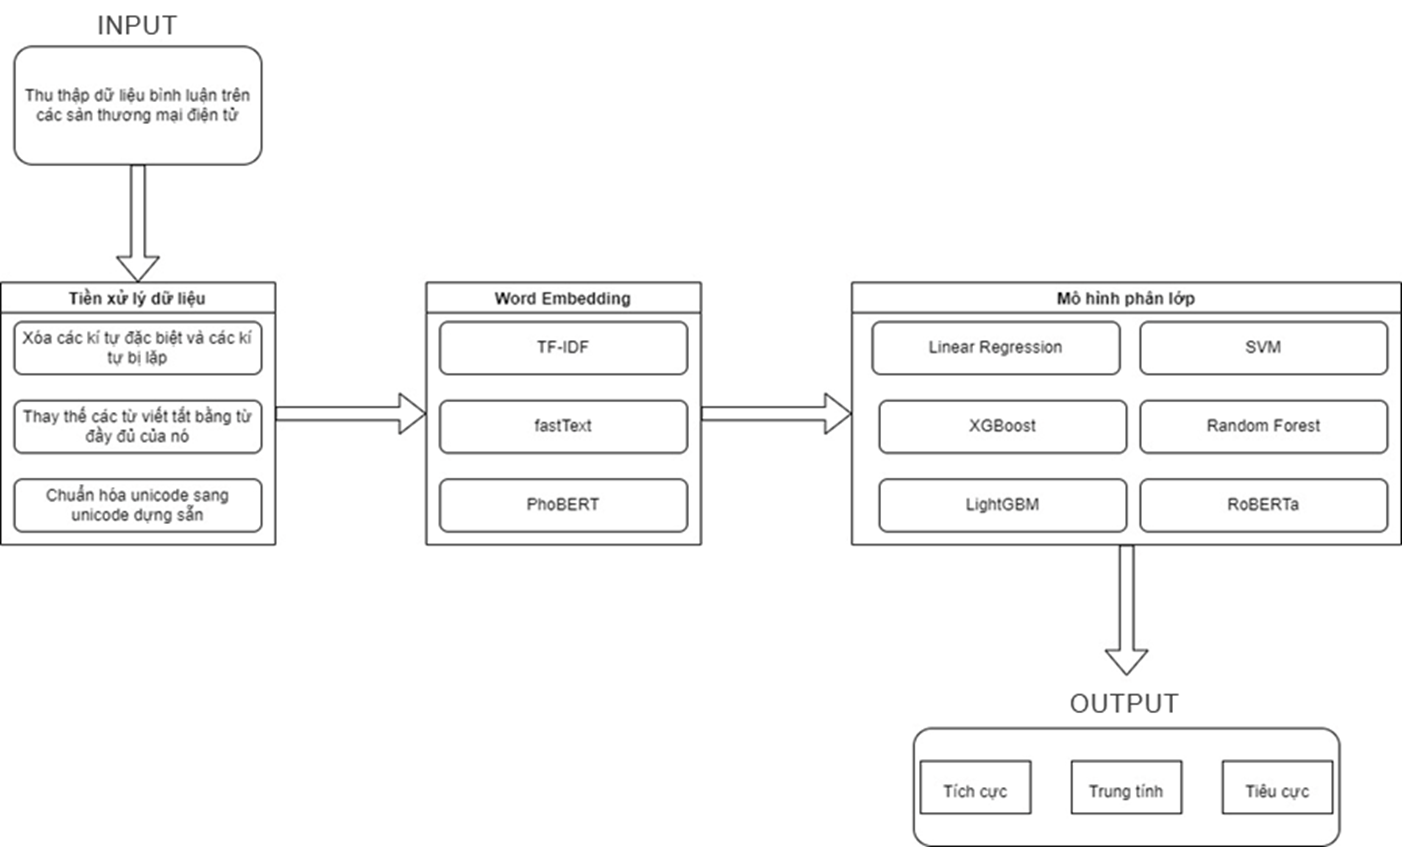 INPUT
Thu thập dữ liệu bình luận trên
các sàn thương mại điện tử
Tiền xử lý dữ liệu
Xóa các kí tự đặc biệt và các kí
tự bị lặp
Thay thế các từ viết tắt bằng từ
đầy đủ của nó
Chuẩn hóa unicode sang
unicode dựng sẵn
Word Embedding
TF-IDF
fastText
PhoBERT
Mô hình phân lớp
Linear Regression
SVM
XGBoost
Random Forest
LightGBM
RoBERTa
OUTPUT
Tích cực
Trung tính
Tiêu cực